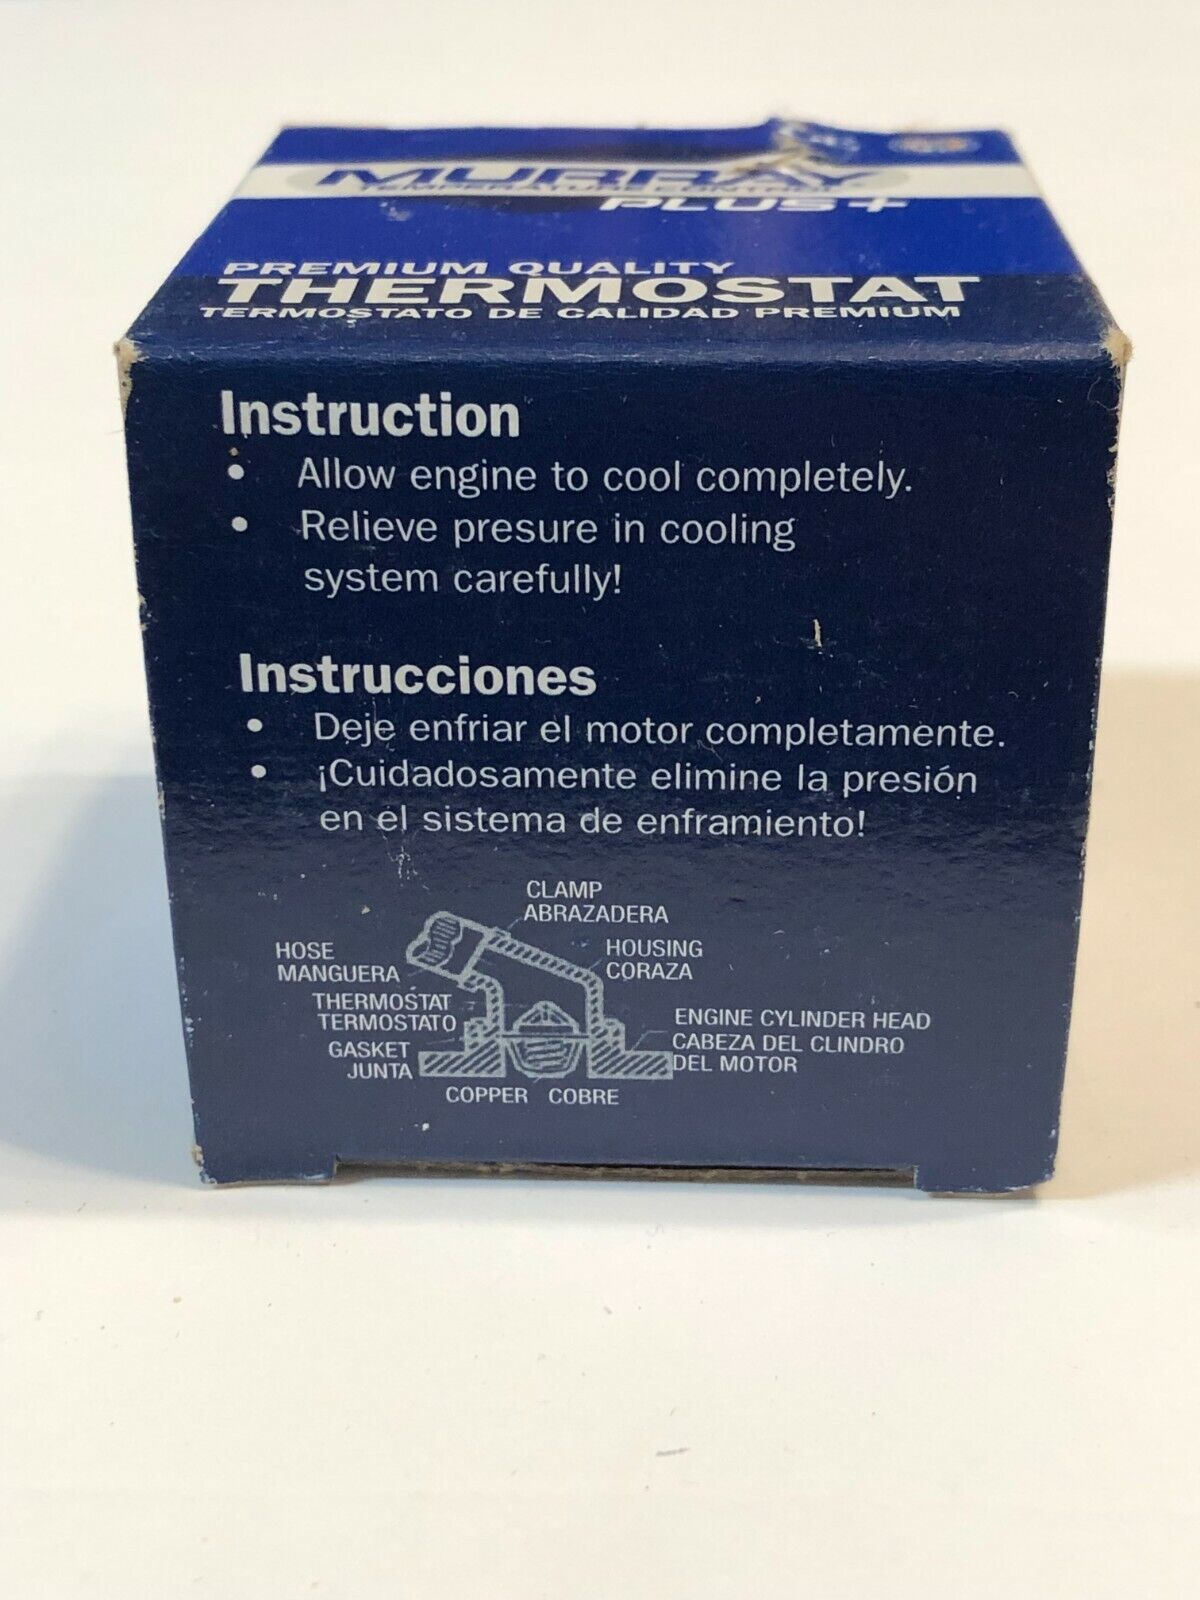 MURRAY
TEMPERATURE CONTROL
PLUS+
PREMIUM QUALITY
THERMOSTAT
TERMOSTATO DE CALIDAD PREMIUM
Instruction
• Allow engine to cool completely.
• Relieve presure in cooling
system carefully!
Instrucciones
• Deje enfriar el motor completamente.
• ¡Cuidadosamente elimine la presión
en el sistema de enframiento!
CLAMP
ABRAZADERA
HOSE
MANGUERA
HOUSING
CORAZA
THERMOSTAT
TERMOSTATO
ENGINE CYLINDER HEAD
CABEZA DEL CLINDRO
DEL MOTOR
GASKET
JUNTA
COPPER COBRE